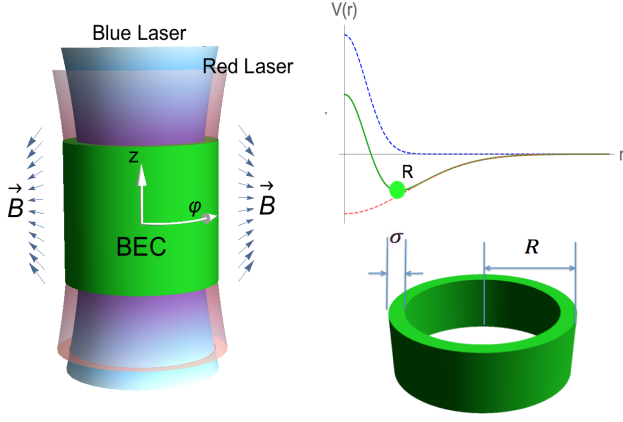 Blue Laser
Red Laser
z
φ
BEC
B
B
V(r)
r
R
σ
R